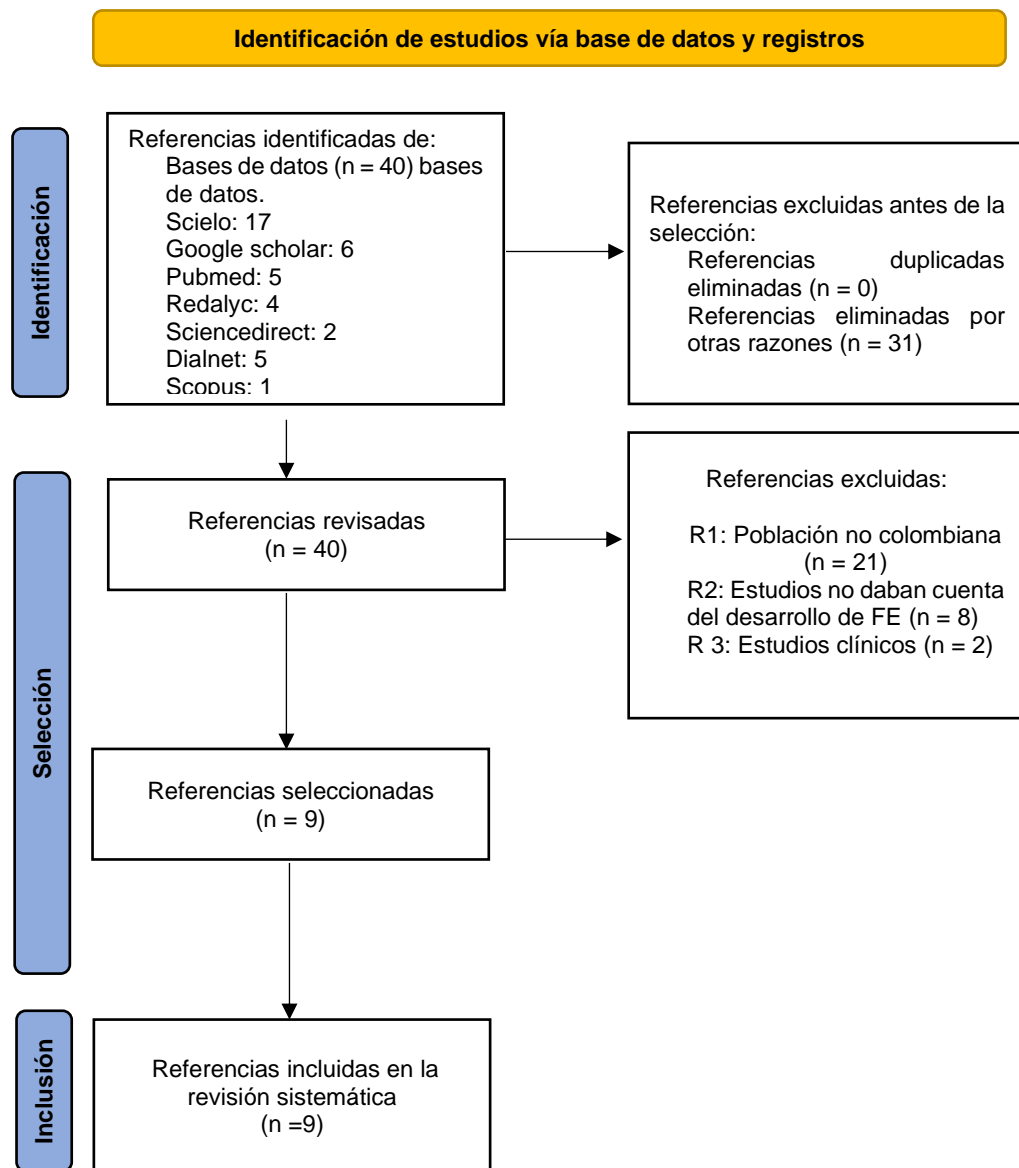 Identificación de estudios vía base de datos y registros
Identificación
Referencias identificadas de:
Bases de datos (n = 40) bases
de datos.
Scielo: 17
Google scholar: 6
Pubmed: 5
Redalyc: 4
Sciencedirect: 2
Dialnet: 5
Scopus: 1
Referencias excluidas antes de la
selección:
Referencias duplicadas
eliminadas (n = 0)
Referencias eliminadas por
otras razones (n = 31)
Selección
Referencias revisadas
(n = 40)
Referencias excluidas:
R1: Población no colombiana
(n = 21)
R2: Estudios no daban cuenta
del desarrollo de FE (n = 8)
R 3: Estudios clínicos (n = 2)
Referencias seleccionadas
(n = 9)
Inclusión
Referencias incluidas en la
revisión sistemática
(n =9)